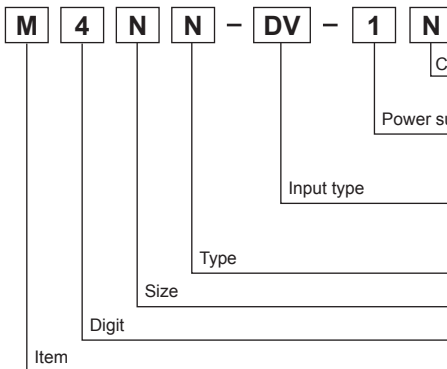 M 4 N N – DV – 1 N
C
Power su
Input type
Type
Size
Digit
Item